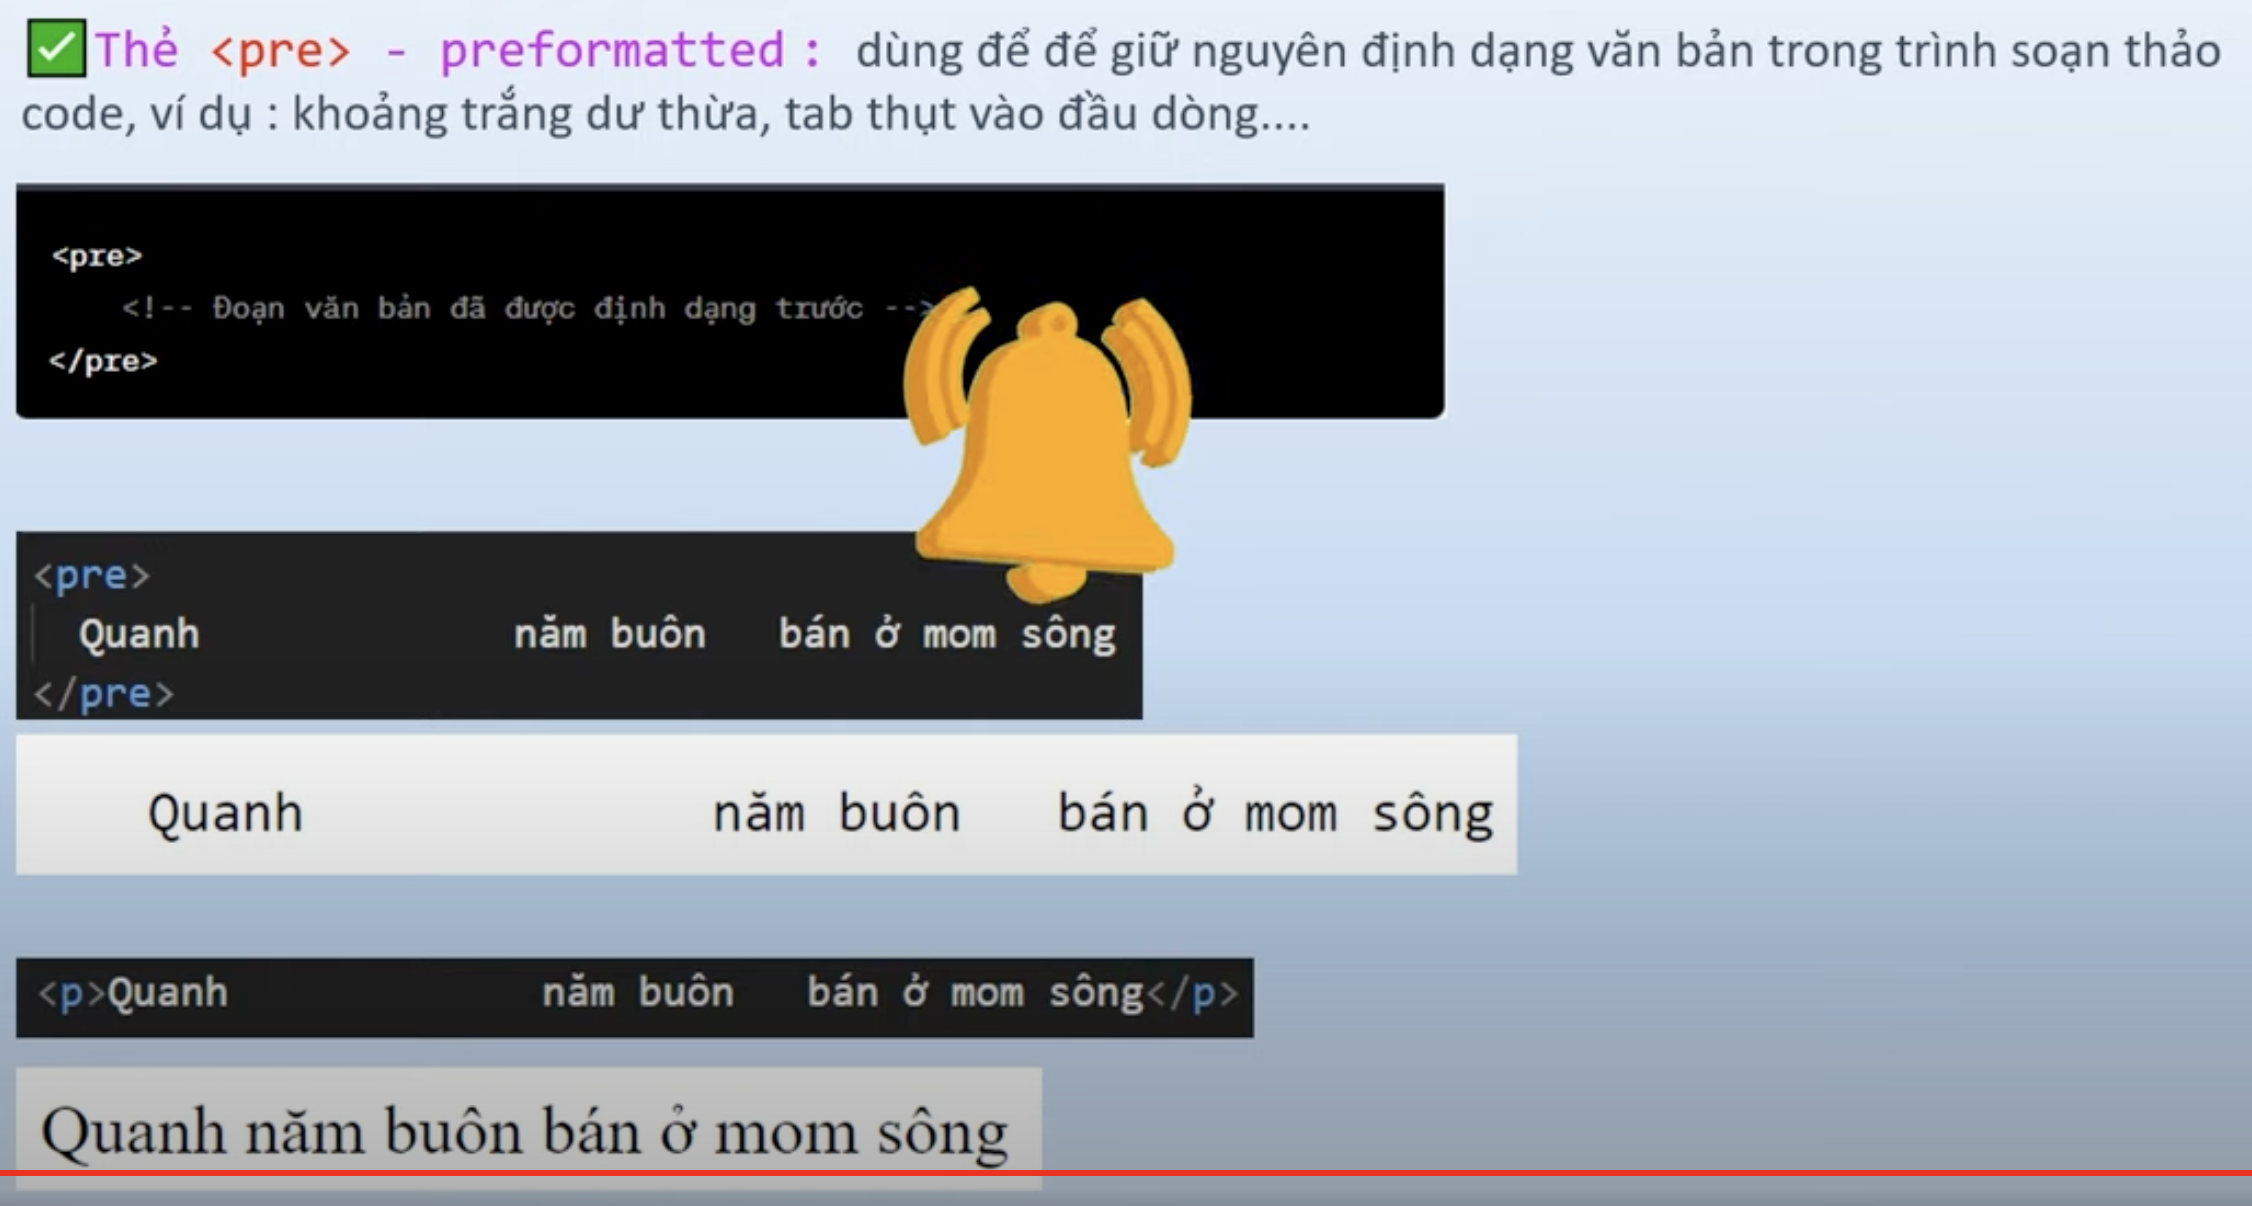 ✅Thẻ <pre> - preformatted : dùng để để giữ nguyên định dạng văn bản trong trình soạn thảo
code, ví dụ : khoảng trắng dư thừa, tab thụt vào đầu dòng....
<pre>
    <!-- Đoạn văn bản đã được định dạng trước -->
</pre>
<pre>
  Quanh             năm buôn   bán ở mom sông
</pre>
    Quanh             năm buôn   bán ở mom sông
<p>Quanh             năm buôn   bán ở mom sông</p>
Quanh năm buôn bán ở mom sông